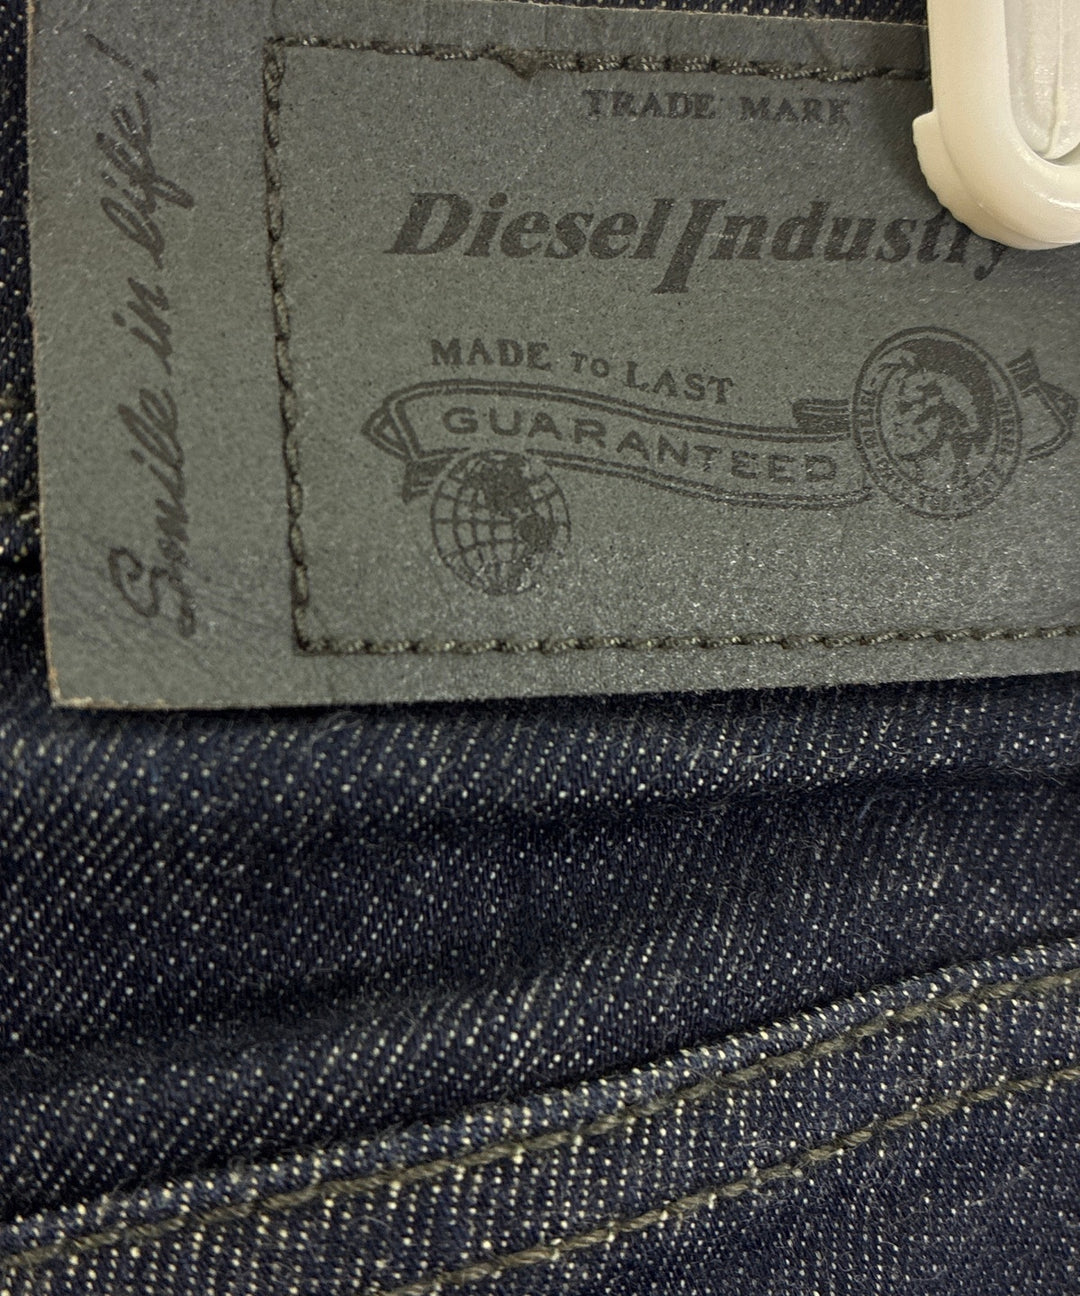 Smile in life!
TRADE MARK
Diesel Industry
MADE TO LAST
GUARANTEED